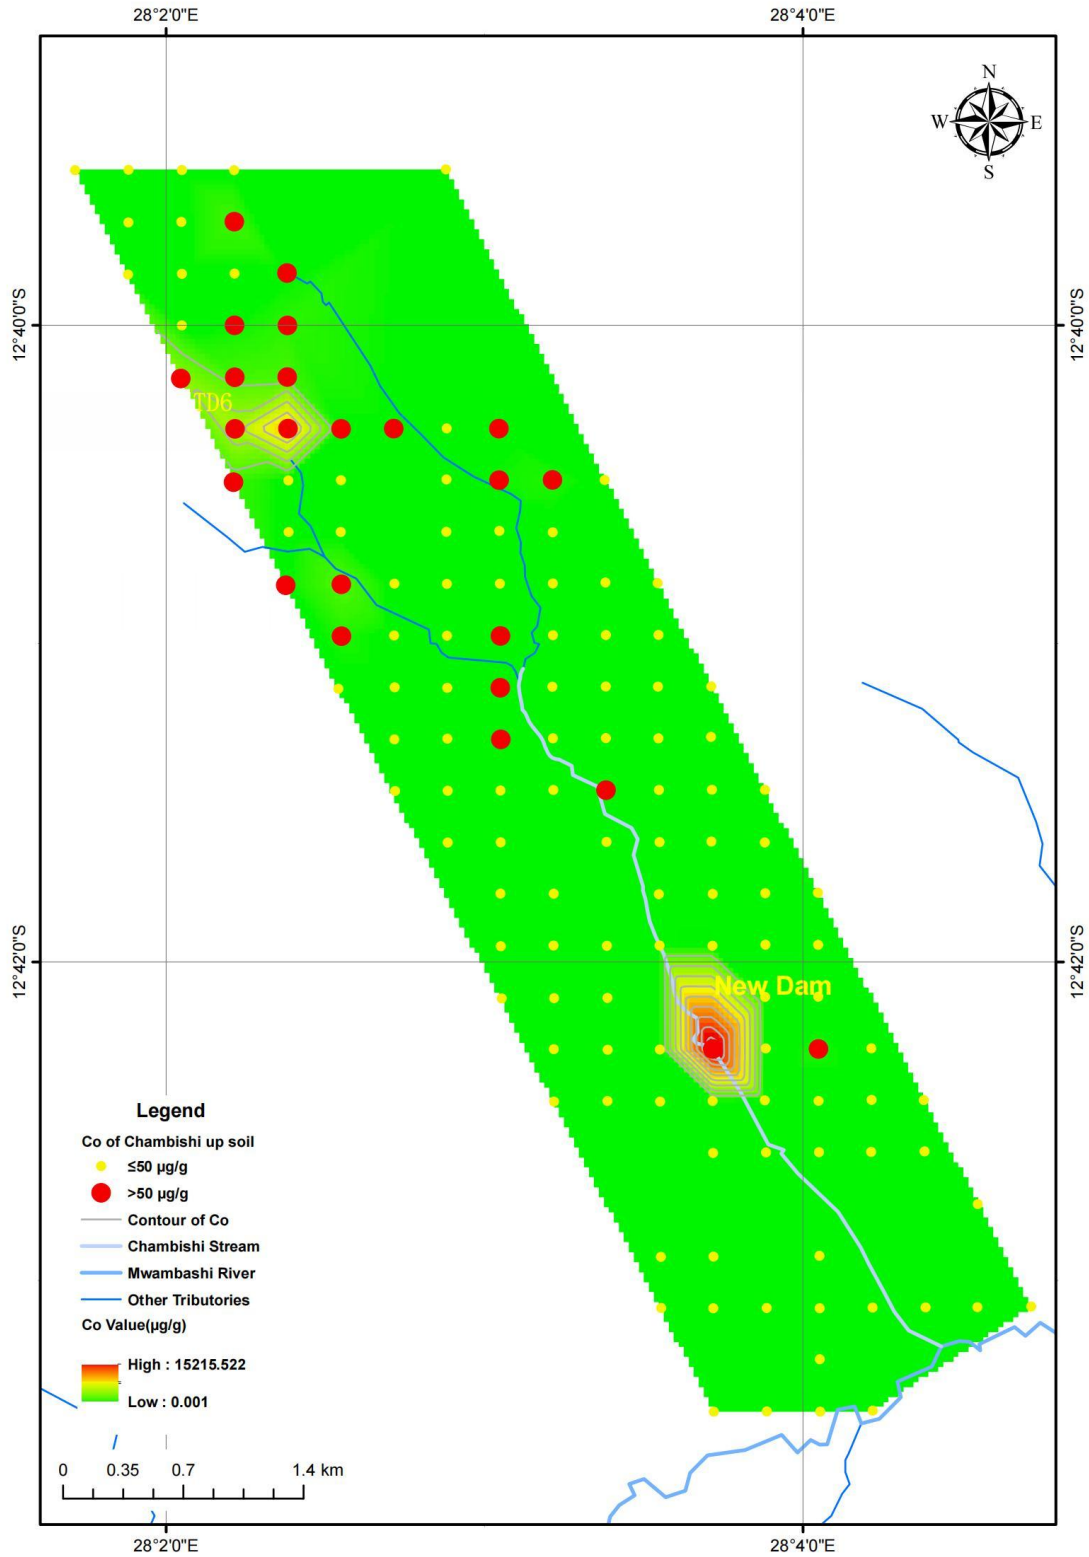 28°2'0"E
28°4'0"E
N
W
E
S
12°40'0"S
12°40'0"S
TD6
12°42'0"S
12°42'0"S
New Dam
Legend
Co of Chambishi up soil
≤50 µg/g
>50 µg/g
Contour of Co
Chambishi Stream
Mwambashi River
Other Tributories
Co Value(µg/g)
High : 15215.522
Low : 0.001
0 0.35 0.7 1.4 km
28°2'0"E
28°4'0"E